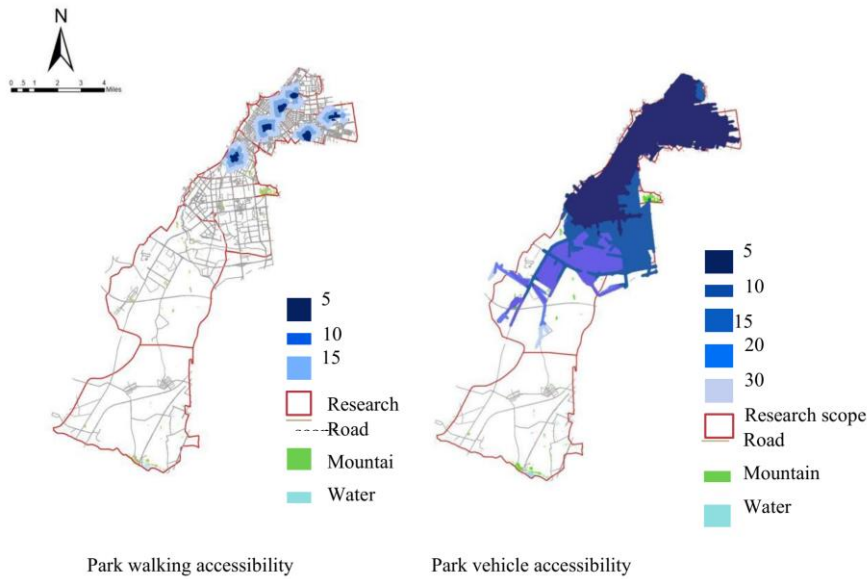 N
0 .5 1 2 3 4
Miles
5
10
15
Research
Road
Mountai
Water
5
10
15
20
30
Research scope
Road
Mountain
Water
Park walking accessibility
Park vehicle accessibility